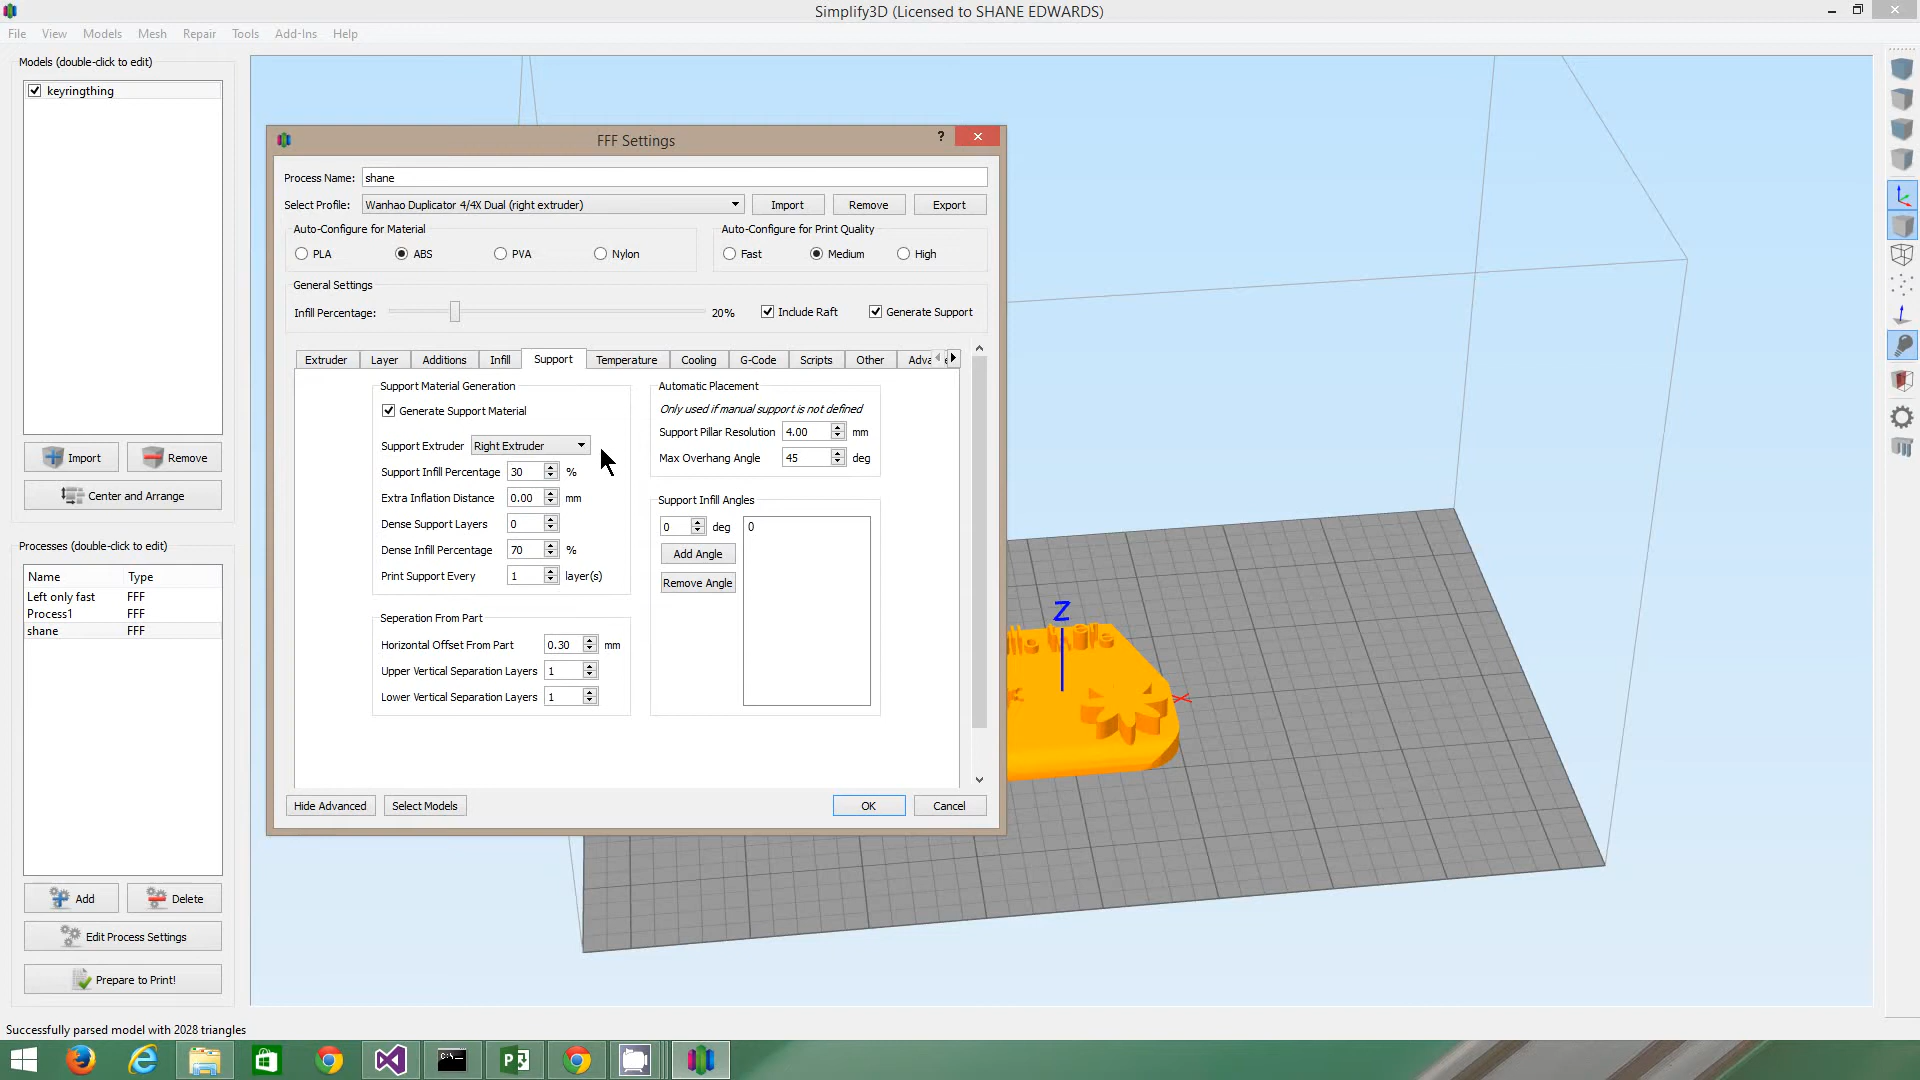 Simplify3D (Licensed to SHANE EDWARDS)
File View Models Mesh Repair Tools Add-Ins Help
Models (double-click to edit)
keyringthing
Import Remove
Center and Arrange
Processes (double-click to edit)
Name Type
Left only fast FFF
Process1 FFF
shane FFF
Add Delete
Edit Process Settings
Prepare to Print!
Successfully parsed model with 2028 triangles
FFF Settings ?
Process Name: shane
Select Profile: Wanhao Duplicator 4/4X Dual (right extruder) Import Remove Export
Auto-Configure for Material
PLA ABS PVA Nylon
Auto-Configure for Print Quality
Fast Medium High
General Settings
Infill Percentage: 20% Include Raft Generate Support
Extruder Layer Additions Infill Support Temperature Cooling G-Code Scripts Other
Support Material Generation
Generate Support Material
Support Extruder Right Extruder
Support Infill Percentage 30 %
Extra Inflation Distance 0.00 mm
Dense Support Layers 0
Dense Infill Percentage 70 %
Print Support Every 1 layer(s)
Seperation From Part
Horizontal Offset From Part 0.30 mm
Upper Vertical Separation Layers 1
Lower Vertical Separation Layers 1
Automatic Placement
Only used if manual support is not defined
Support Pillar Resolution 4.00 mm
Max Overhang Angle 45 deg
Support Infill Angles
0 deg 0
Add Angle
Remove Angle
Hide Advanced Select Models OK Cancel
Z